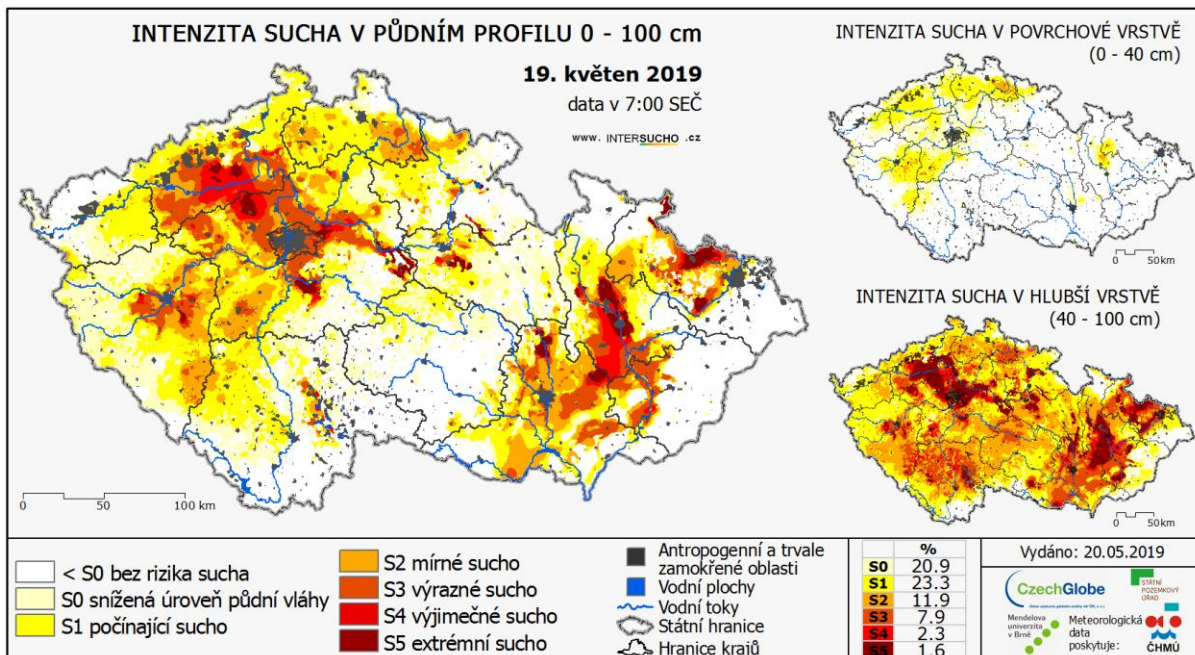 INTENZITA SUCHA V PŮDNÍM PROFILU 0 - 100 cm
19. květen 2019
data v 7:00 SEČ
www. INTERSUCHO .cz
0 50 100 km
INTENZITA SUCHA V POVRCHOVÉ VRSTVĚ
(0 - 40 cm)
0 50km
INTENZITA SUCHA V HLUBŠÍ VRSTVĚ
(40 - 100 cm)
0 50km
< S0 bez rizika sucha
S0 snížená úroveň půdní vláhy
S1 počínající sucho
S2 mírné sucho
S3 výrazné sucho
S4 výjimečné sucho
S5 extrémní sucho
Antropogenní a trvale
zamokřené oblasti
Vodní plochy
Vodní toky
Státní hranice
Hranice krajů
%
S0 20.9
S1 23.3
S2 11.9
S3 7.9
S4 2.3
S5 1.6
Vydáno: 20.05.2019
CzechGlobe
STÁTNÍ
POZEMKOVÝ
ÚŘAD
Mendelova
univerzita
v Brně
Meteorologická
data
poskytuje:
ČHMÚ